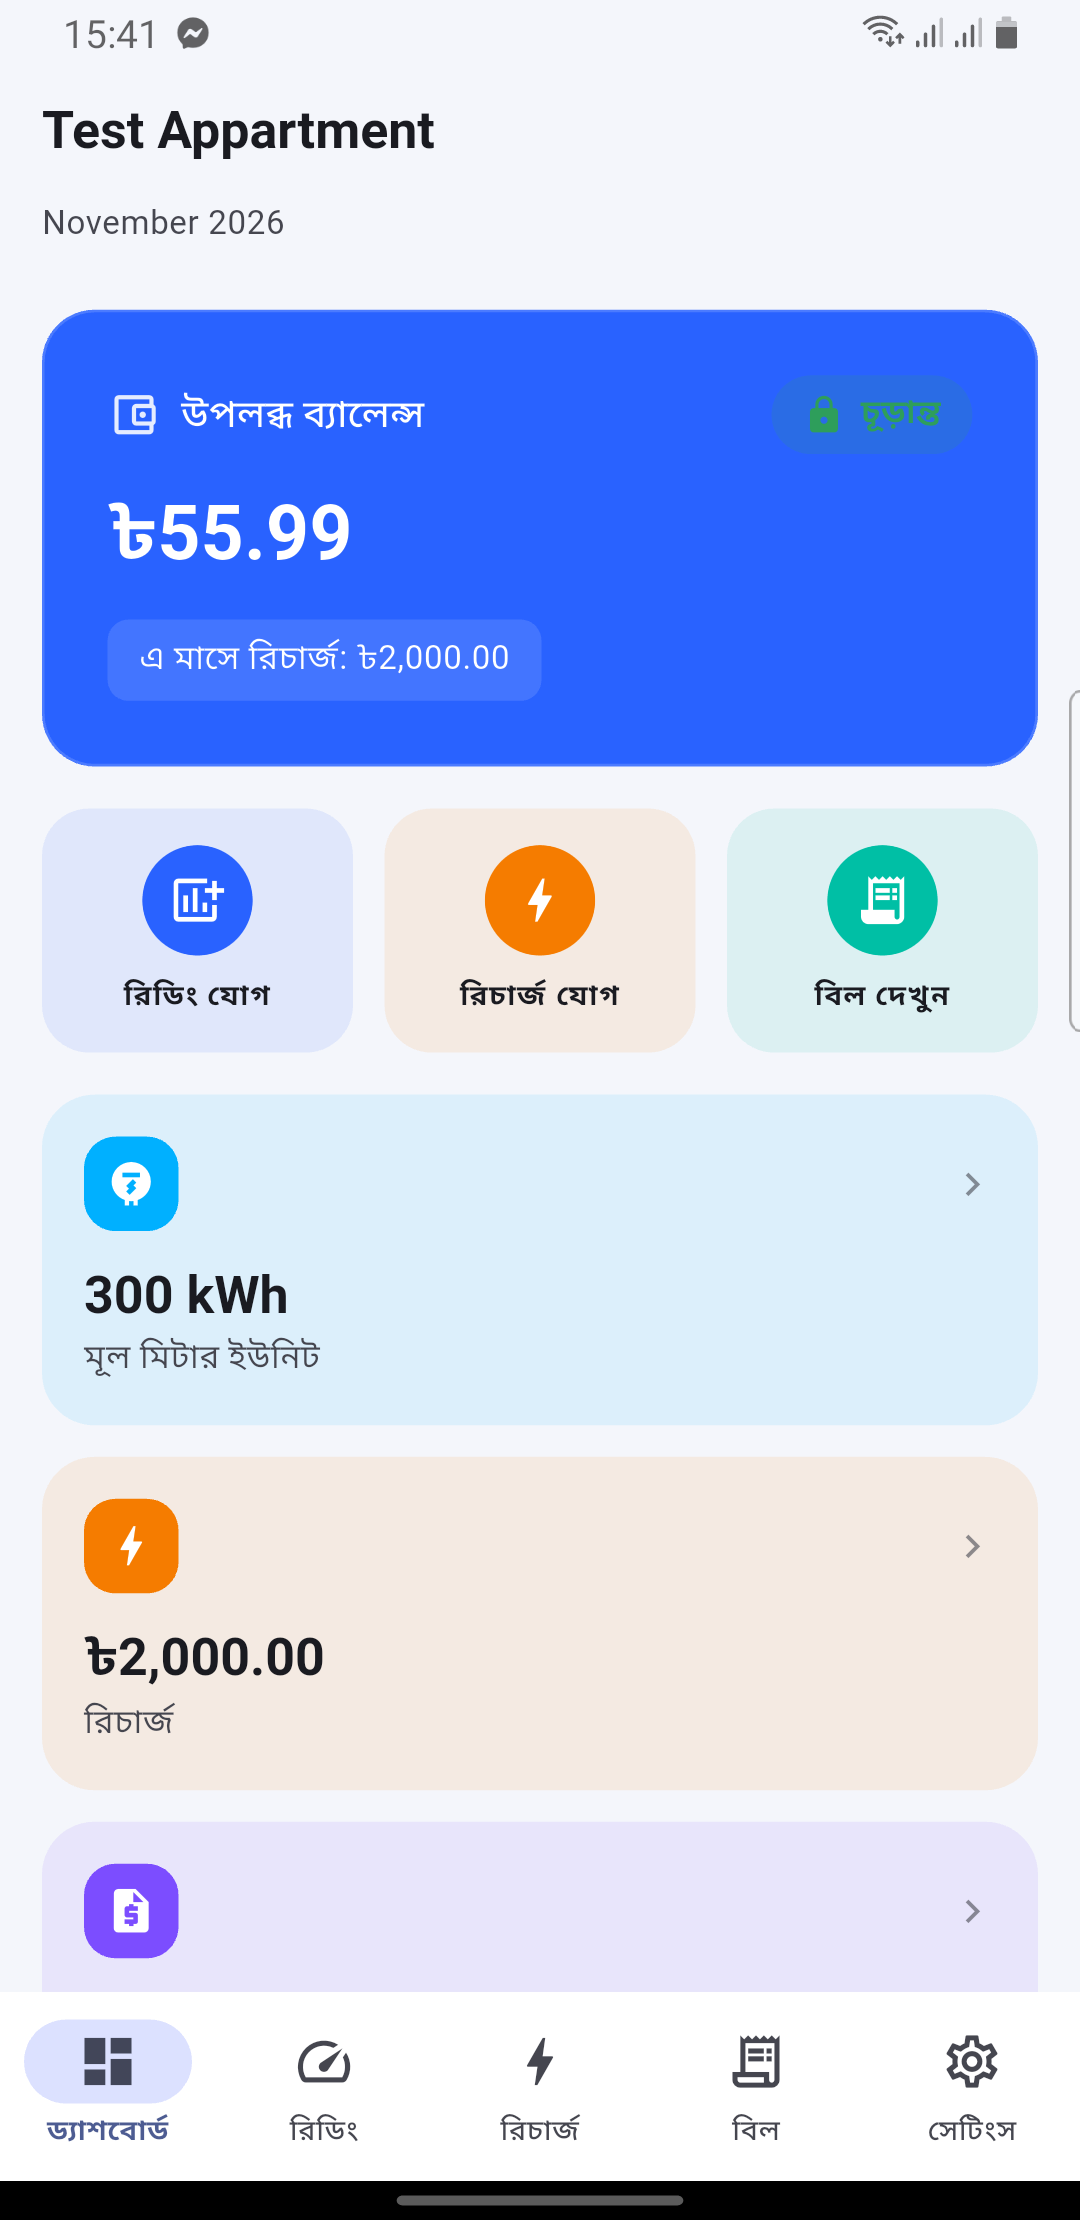 15:41
Test Appartment
November 2026
উপলব্ধ ব্যালেন্স
চূড়ান্ত
৳55.99
এ মাসে রিচার্জ: ৳2,000.00
রিডিং যোগ
রিচার্জ যোগ
বিল দেখুন
300 kWh
মূল মিটার ইউনিট
৳2,000.00
রিচার্জ
ড্যাশবোর্ড
রিডিং
রিচার্জ
বিল
সেটিংস